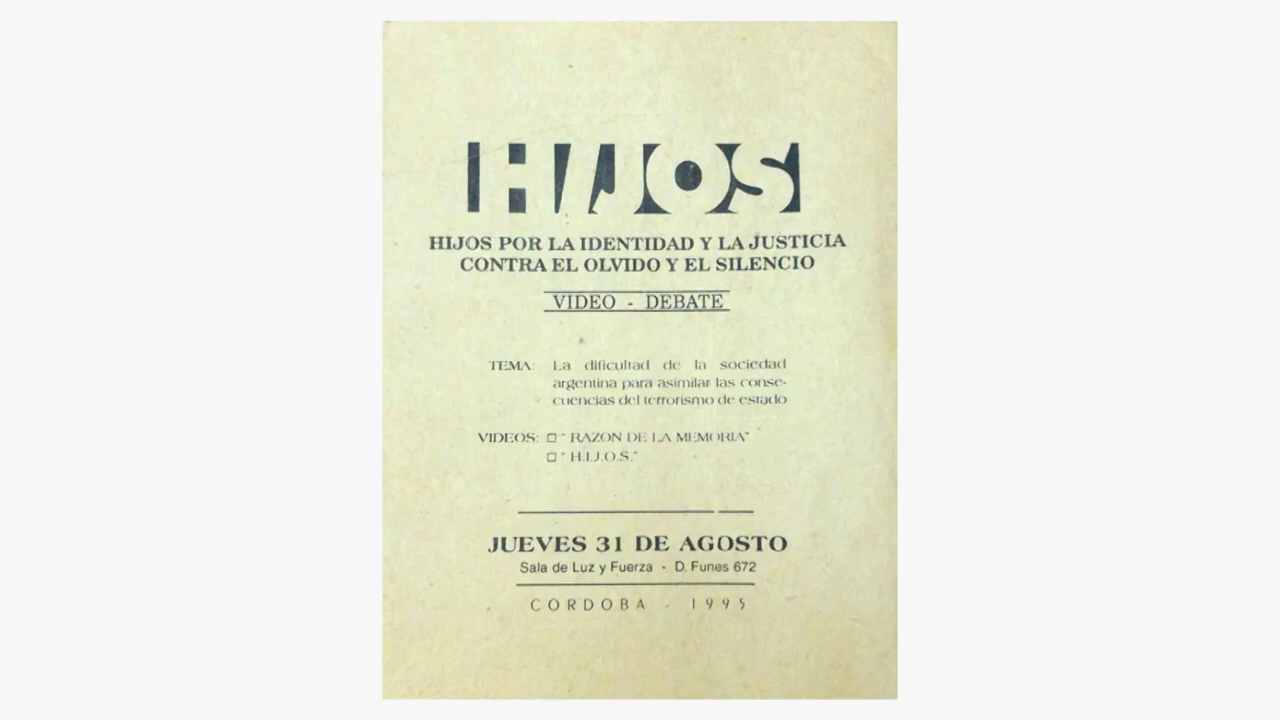 HIJOS
HIJOS POR LA IDENTIDAD Y LA JUSTICIA
CONTRA EL OLVIDO Y EL SILENCIO
VIDEO - DEBATE
TEMA: La dificultad de la sociedad
argentina para asimilar las conse-
cuencias del terrorismo de estado
VIDEOS: □ " RAZON DE LA MEMORIA"
□ " H.I.J.O.S."
JUEVES 31 DE AGOSTO
Sala de Luz y Fuerza - D. Funes 672
CORDOBA - 1995